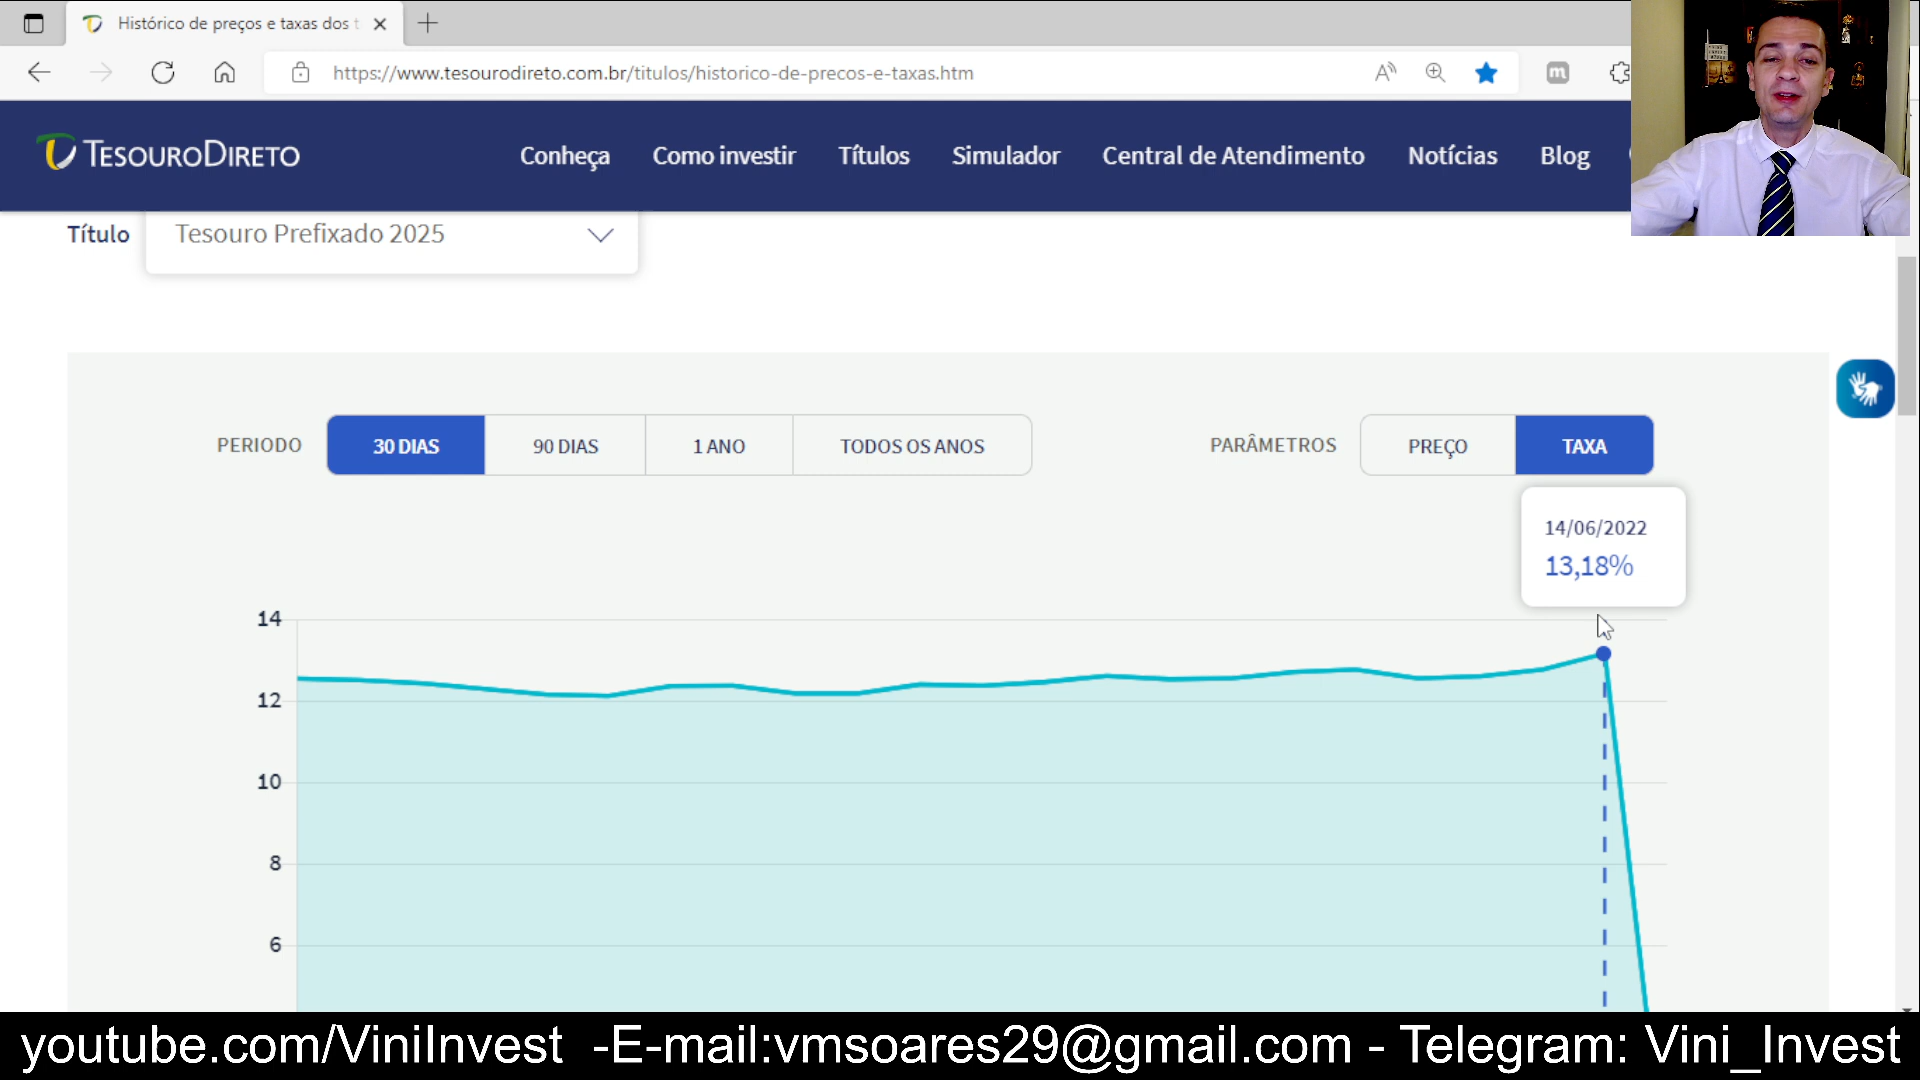 Histórico de preços e taxas dos t
https://www.tesourodireto.com.br/titulos/historico-de-precos-e-taxas.htm
TESOURODIRETO
Conheça Como investir Títulos Simulador Central de Atendimento Notícias Blog
Título Tesouro Prefixado 2025
PERIODO 30 DIAS 90 DIAS 1 ANO TODOS OS ANOS PARÂMETROS PREÇO TAXA
14/06/2022
13,18%
14
12
10
8
6
youtube.com/ViniInvest -E-mail:vmsoares29@gmail.com - Telegram: Vini_Invest